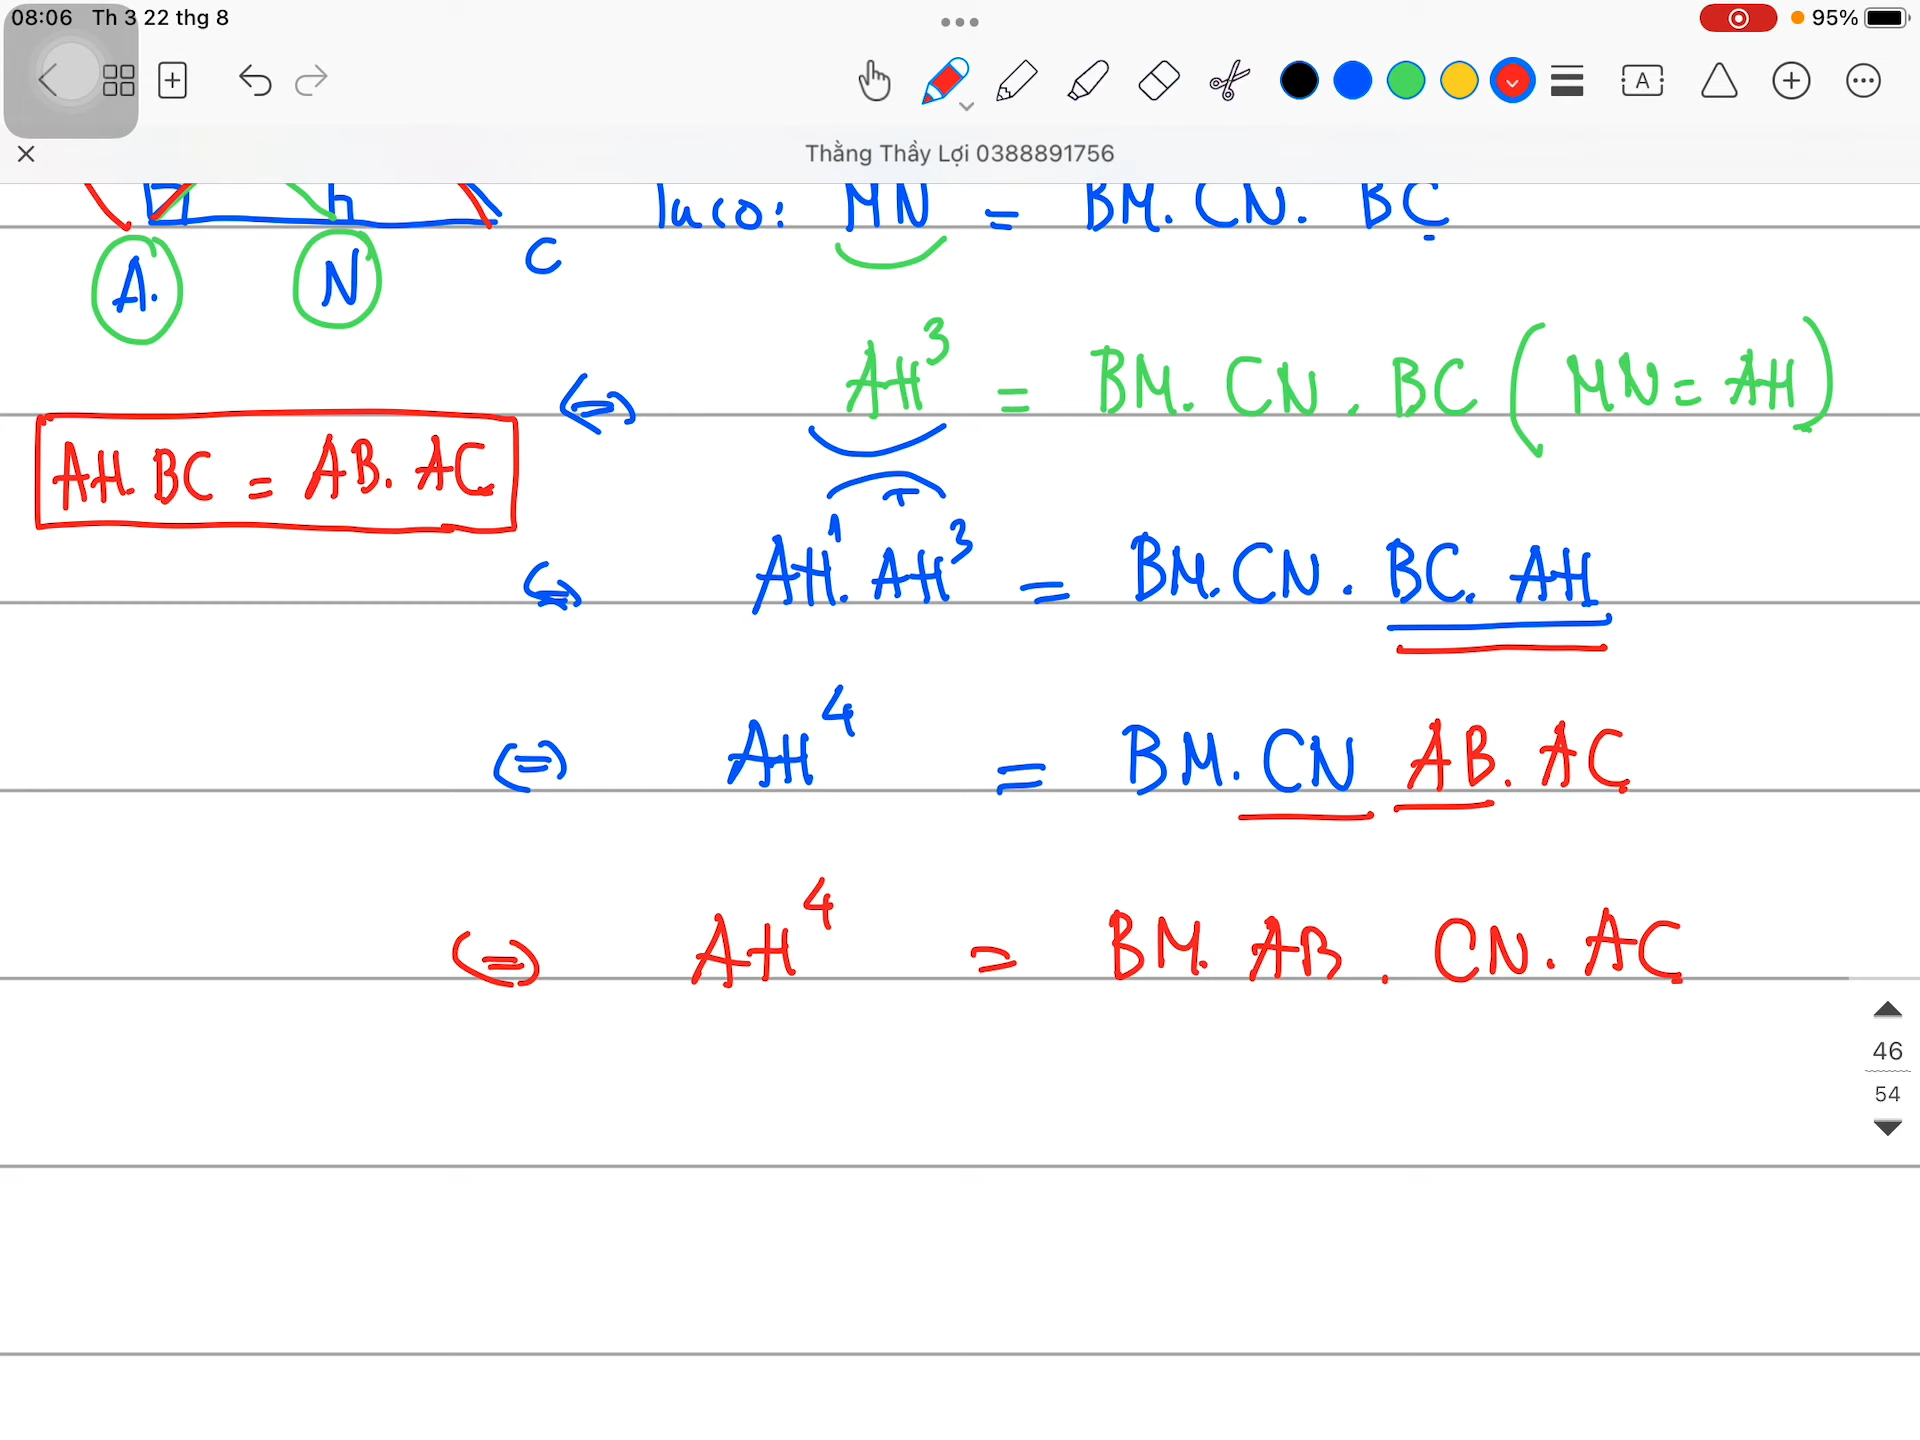 08:06 Th 3 22 thg 8
95%
A
Thằng Thầy Lợi 0388891756
Ta có: MN = BM. CN. BC
A. N C
⇔ AH³ = BM. CN. BC ( MN = AH )
AH. BC = AB. AC
+
⇔ AH¹. AH³ = BM. CN. BC. AH
⇔ AH⁴ = BM. CN AB. AC
⇔ AH⁴ = BM. AB. CN. AC
46
54